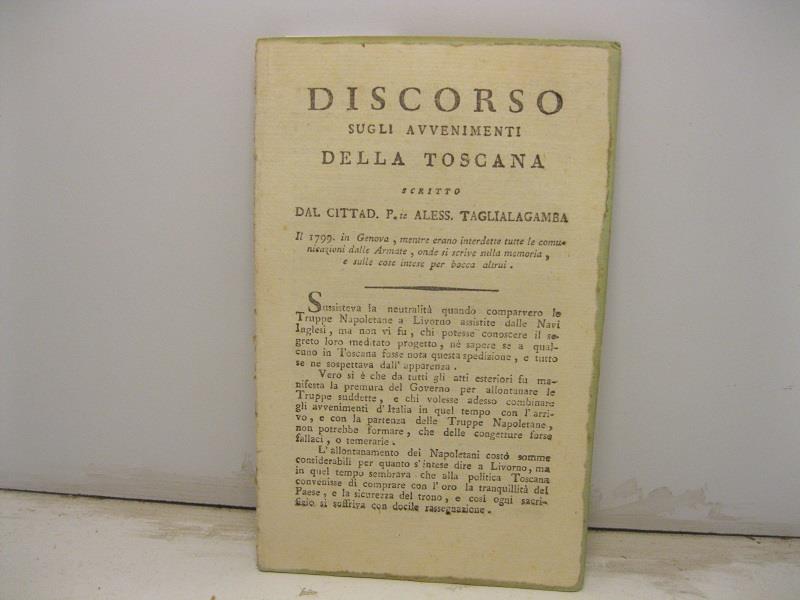 DISCORSO
SUGLI AVVENIMENTI
DELLA TOSCANA
SCRITTO
DAL CITTAD. P.te ALESS. TAGLIALAGAMBA
Il 1799. in Genova, mentre erano interdette tutte le comu-
nicazioni dalle Armate, onde si scrive sulla memoria,
e sulle cose intese per bocca altrui.
Sussisteva la neutralità quando comparvero le
Truppe Napoletane a Livorno assistite dalle Navi
Inglesi, ma non vi fu, chi potesse conoscere il se-
greto loro meditato progetto, nè sapere se a qual-
cuno in Toscana fosse nota questa spedizione, e tutto
se ne sospettava dall' apparenza.
Vero si è che da tutti gli atti esteriori fu ma-
nifesta la premura del Governo per allontanare le
Truppe suddette, e chi volesse adesso combinare
gli avvenimenti d'Italia in quel tempo con l'arri-
vo, e con la partenza delle Truppe Napoletane,
non potrebbe formare, che delle congetture forse
fallaci, o temerarie.
L'allontanamento dei Napoletani costò somme
considerabili per quanto s'intese dire a Livorno, ma
in quel tempo sembrava che alla politica Toscana
convenisse di comprare con l'oro la tranquillità del
Paese, e la sicurezza del trono, e così ogni sacri-
fizio si soffriva con docile rassegnazione.